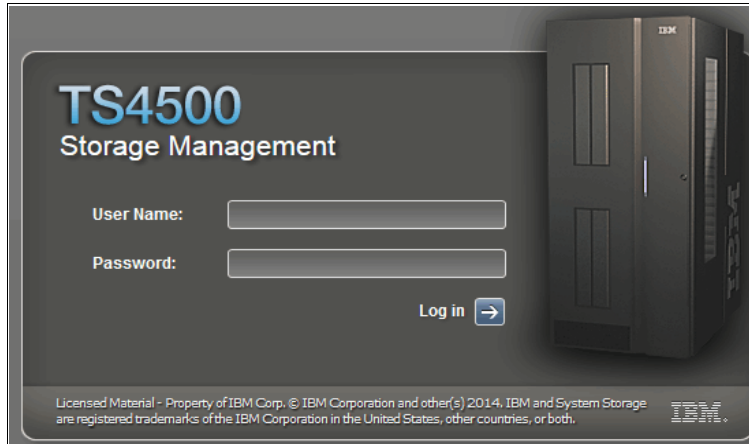 IBM
TS4500
Storage Management
User Name:
Password:
Log in
IBM
Licensed Material - Property of IBM Corp. © IBM Corporation and other(s) 2014. IBM and System Storage
are registered trademarks of the IBM Corporation in the United States, other countries, or both.
IBM.